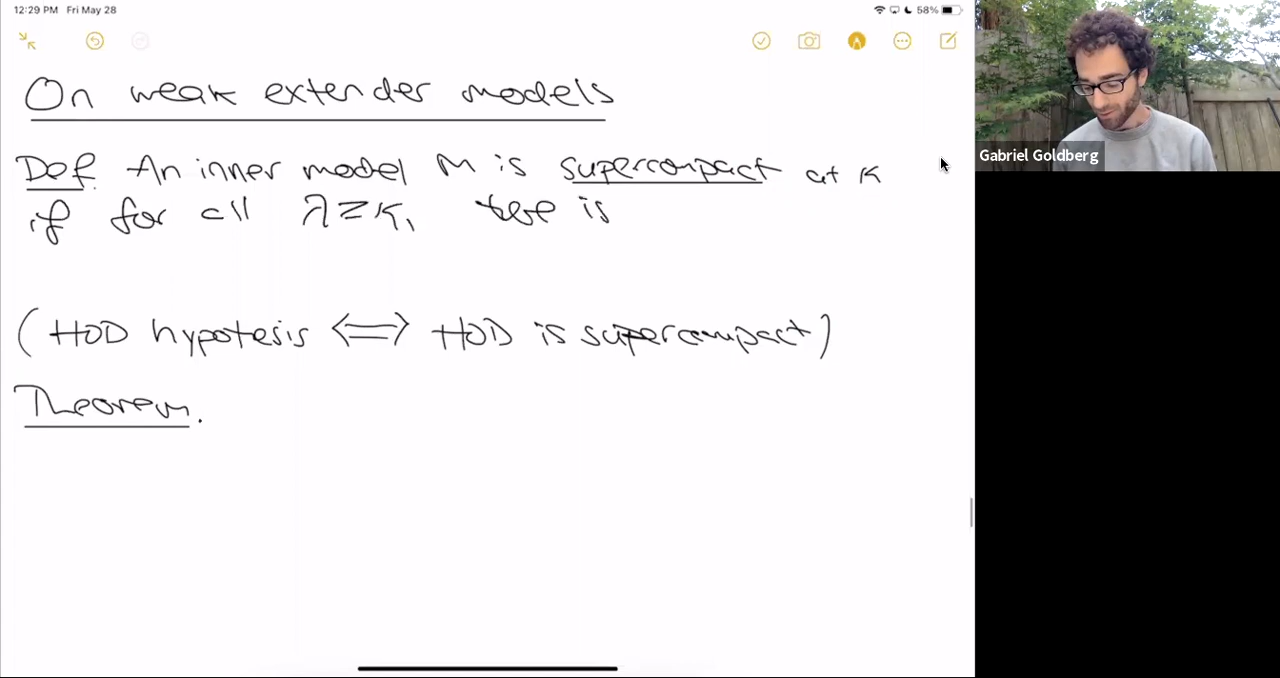 12:29 PM Fri May 28
58%
On weak extender models
Def. An inner model M is supercompact at κ
if for all λ≥κ, there is
(HOD hypotesis ⟺ HOD is supercompact)
Theorem.
Gabriel Goldberg